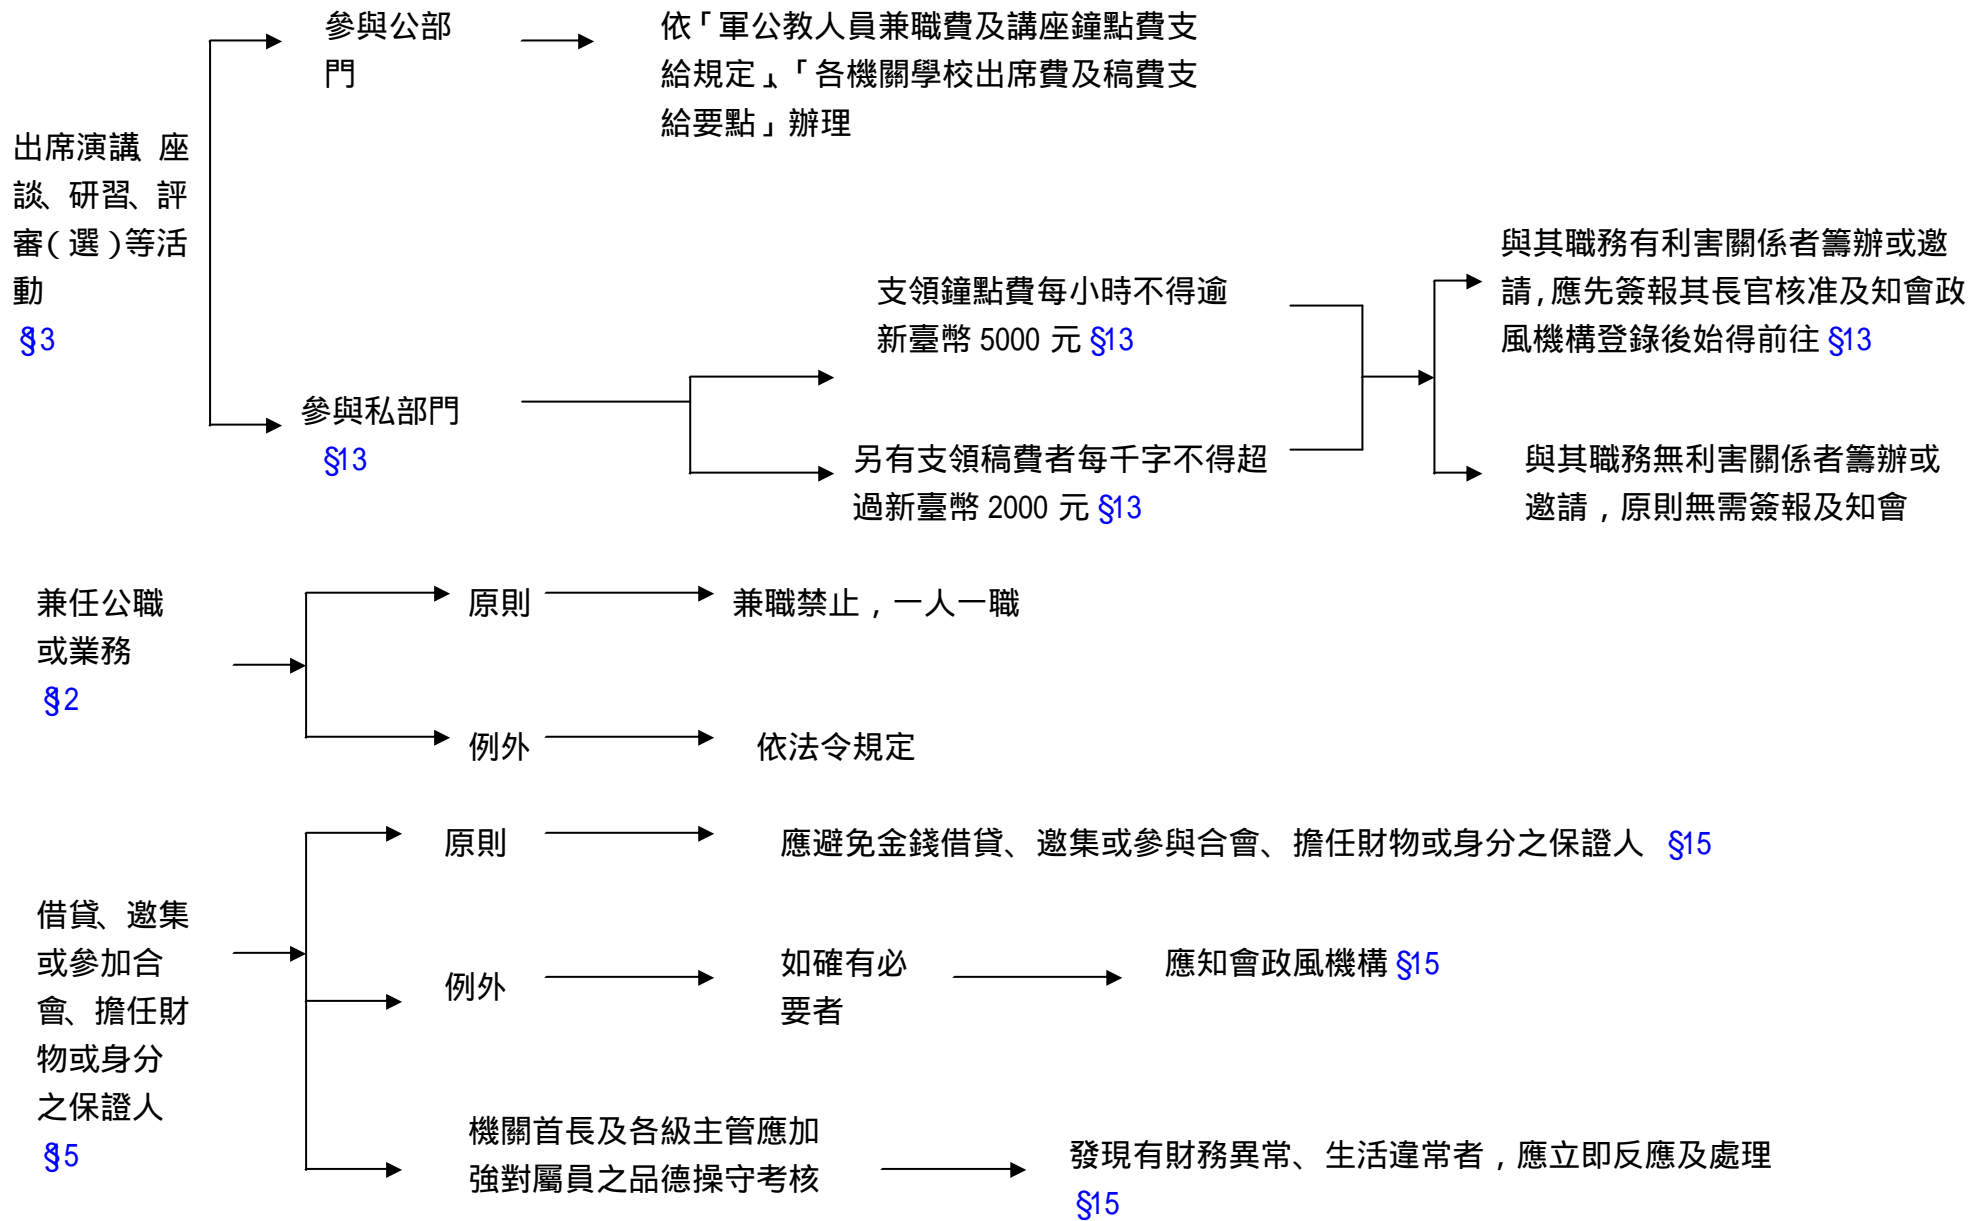 參與公部
門
依「軍公教人員兼職費及講座鐘點費支
給規定」、「各機關學校出席費及稿費支
給要點」辦理
出席演講、座
談、研習、評
審(選)等活
動
§13
參與私部門
§13
支領鐘點費每小時不得逾
新臺幣 5000 元 §13
另有支領稿費者每千字不得超
過新臺幣 2000 元 §13
與其職務有利害關係者籌辦或邀
請,應先簽報其長官核准及知會政
風機構登錄後始得前往 §13
與其職務無利害關係者籌辦或
邀請,原則無需簽報及知會
兼任公職
或業務
§12
原則
兼職禁止,一人一職
例外
依法令規定
借貸、邀集
或參加合
會、擔任財
物或身分
之保證人
§15
原則
應避免金錢借貸、邀集或參與合會、擔任財物或身分之保證人 §15
例外
如確有必
要者
應知會政風機構 §15
機關首長及各級主管應加
強對屬員之品德操守考核
發現有財務異常、生活違常者,應立即反應及處理
§15